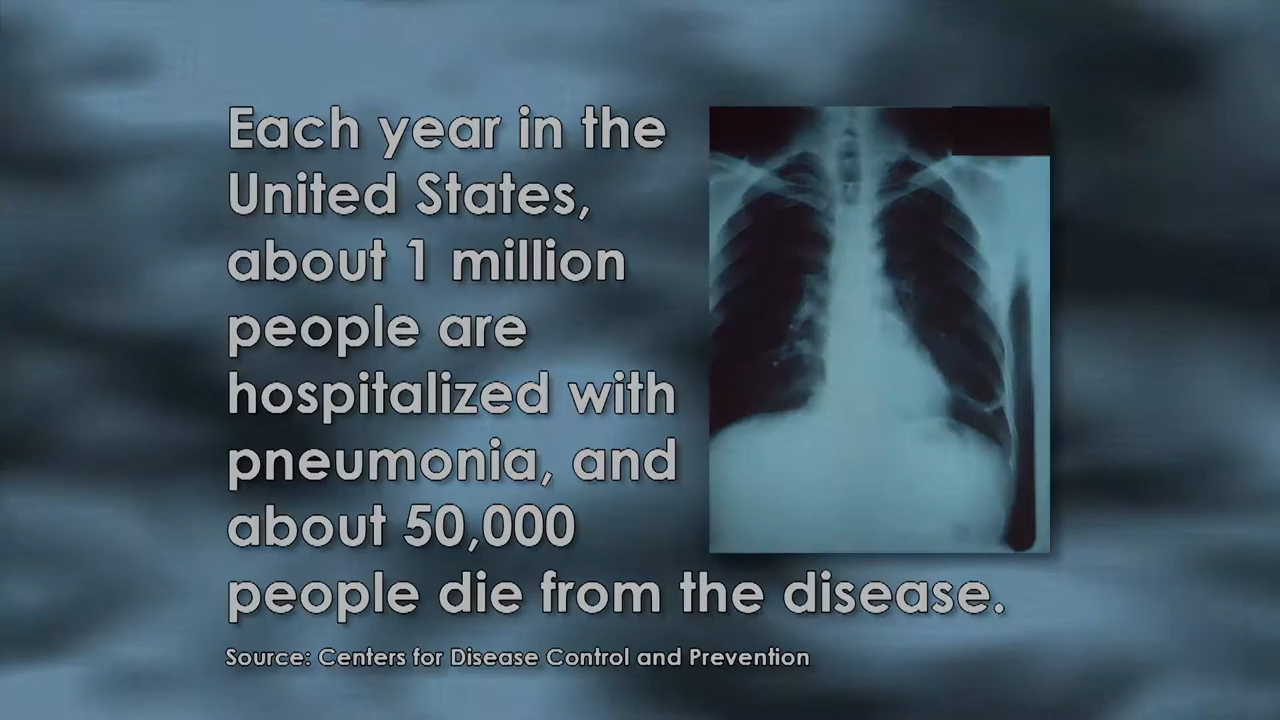 Each year in the
United States,
about 1 million
people are
hospitalized with
pneumonia, and
about 50,000
people die from the disease.
Source: Centers for Disease Control and Prevention